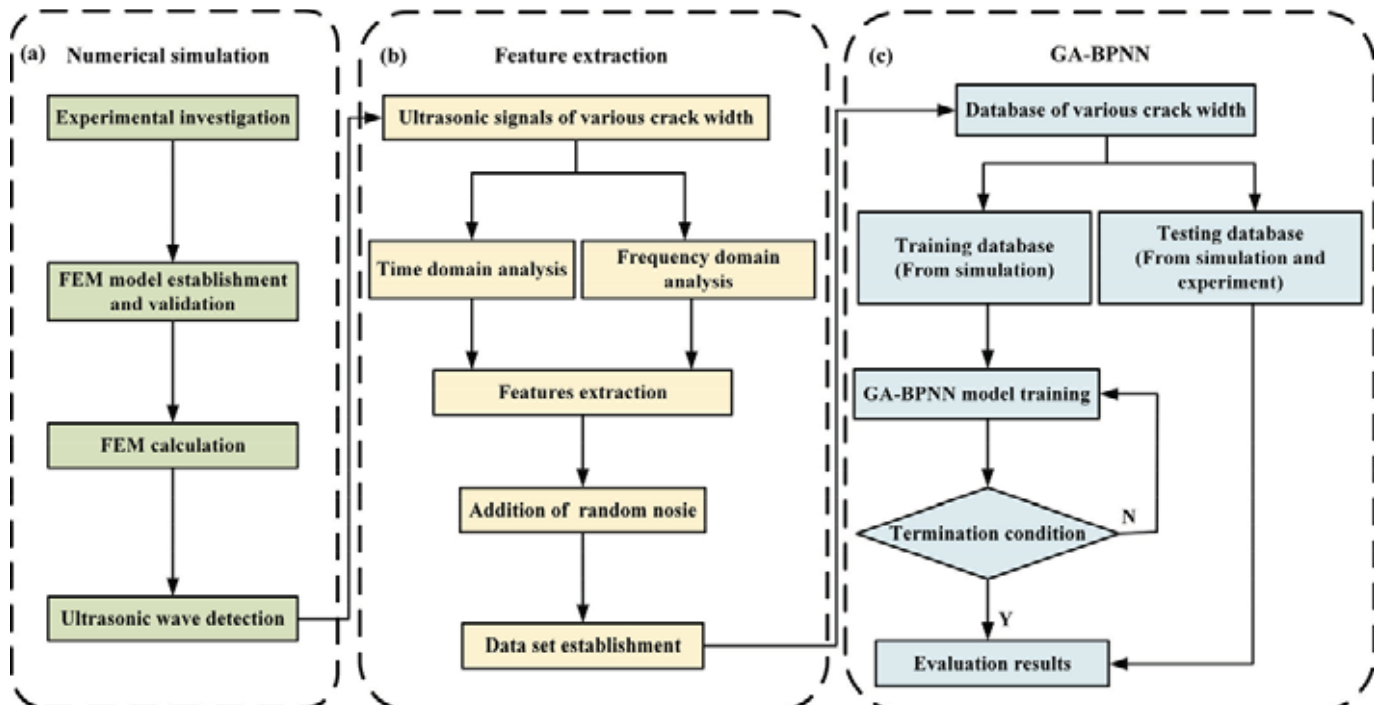 (a)
Numerical simulation
Experimental investigation
FEM model establishment
and validation
FEM calculation
Ultrasonic wave detection
(b)
Feature extraction
Ultrasonic signals of various crack width
Time domain analysis
Frequency domain
analysis
Features extraction
Addition of random nosie
Data set establishment
(c)
GA-BPNN
Database of various crack width
Training database
(From simulation)
Testing database
(From simulation and
experiment)
GA-BPNN model training
Termination condition
N
Y
Evaluation results